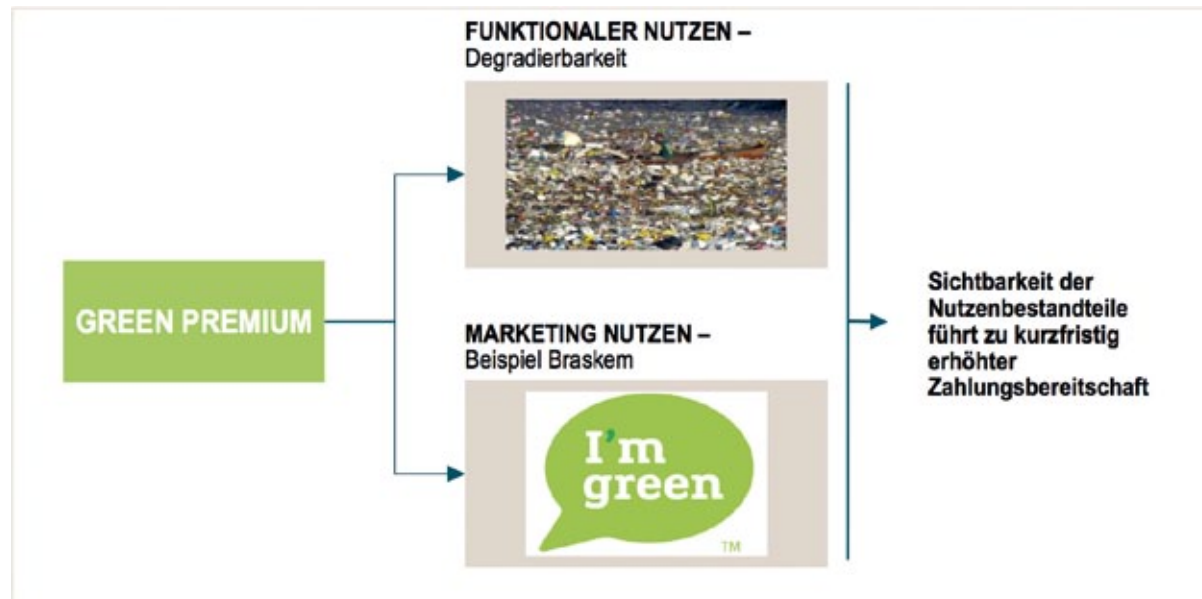 FUNKTIONALER NUTZEN –
Degradierbarkeit
GREEN PREMIUM
MARKETING NUTZEN –
Beispiel Braskem
I'm
green
TM
Sichtbarkeit der
Nutzenbestandteile
führt zu kurzfristig
erhöhter
Zahlungsbereitschaft